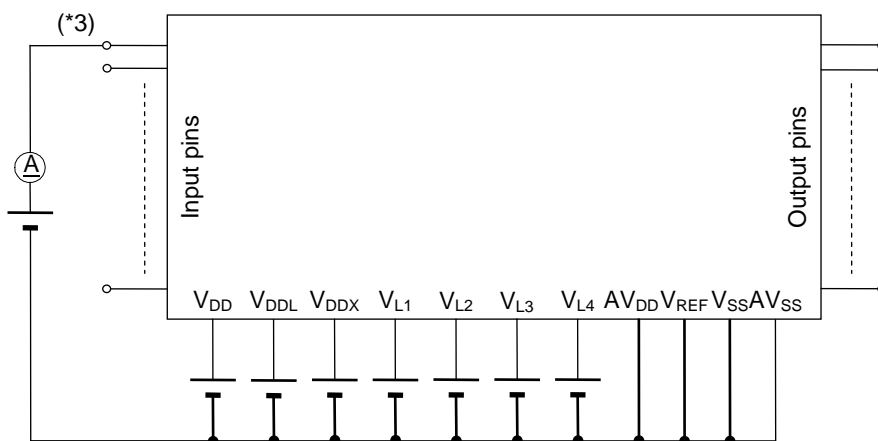 (*3)
A
Input pins
Output pins
VDD VDDL VDDX VL1 VL2 VL3 VL4 AVDD VREF VSS AVSS